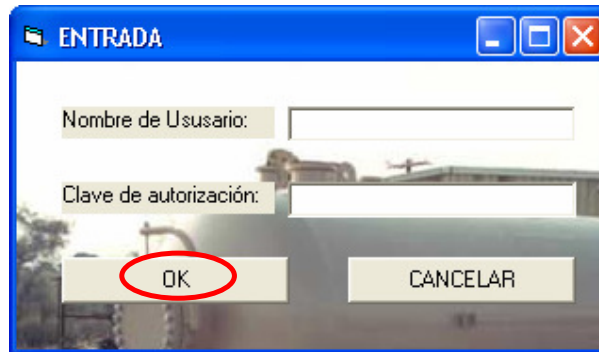 ENTRADA
Nombre de Ususario:
Clave de autorización:
OK CANCELAR